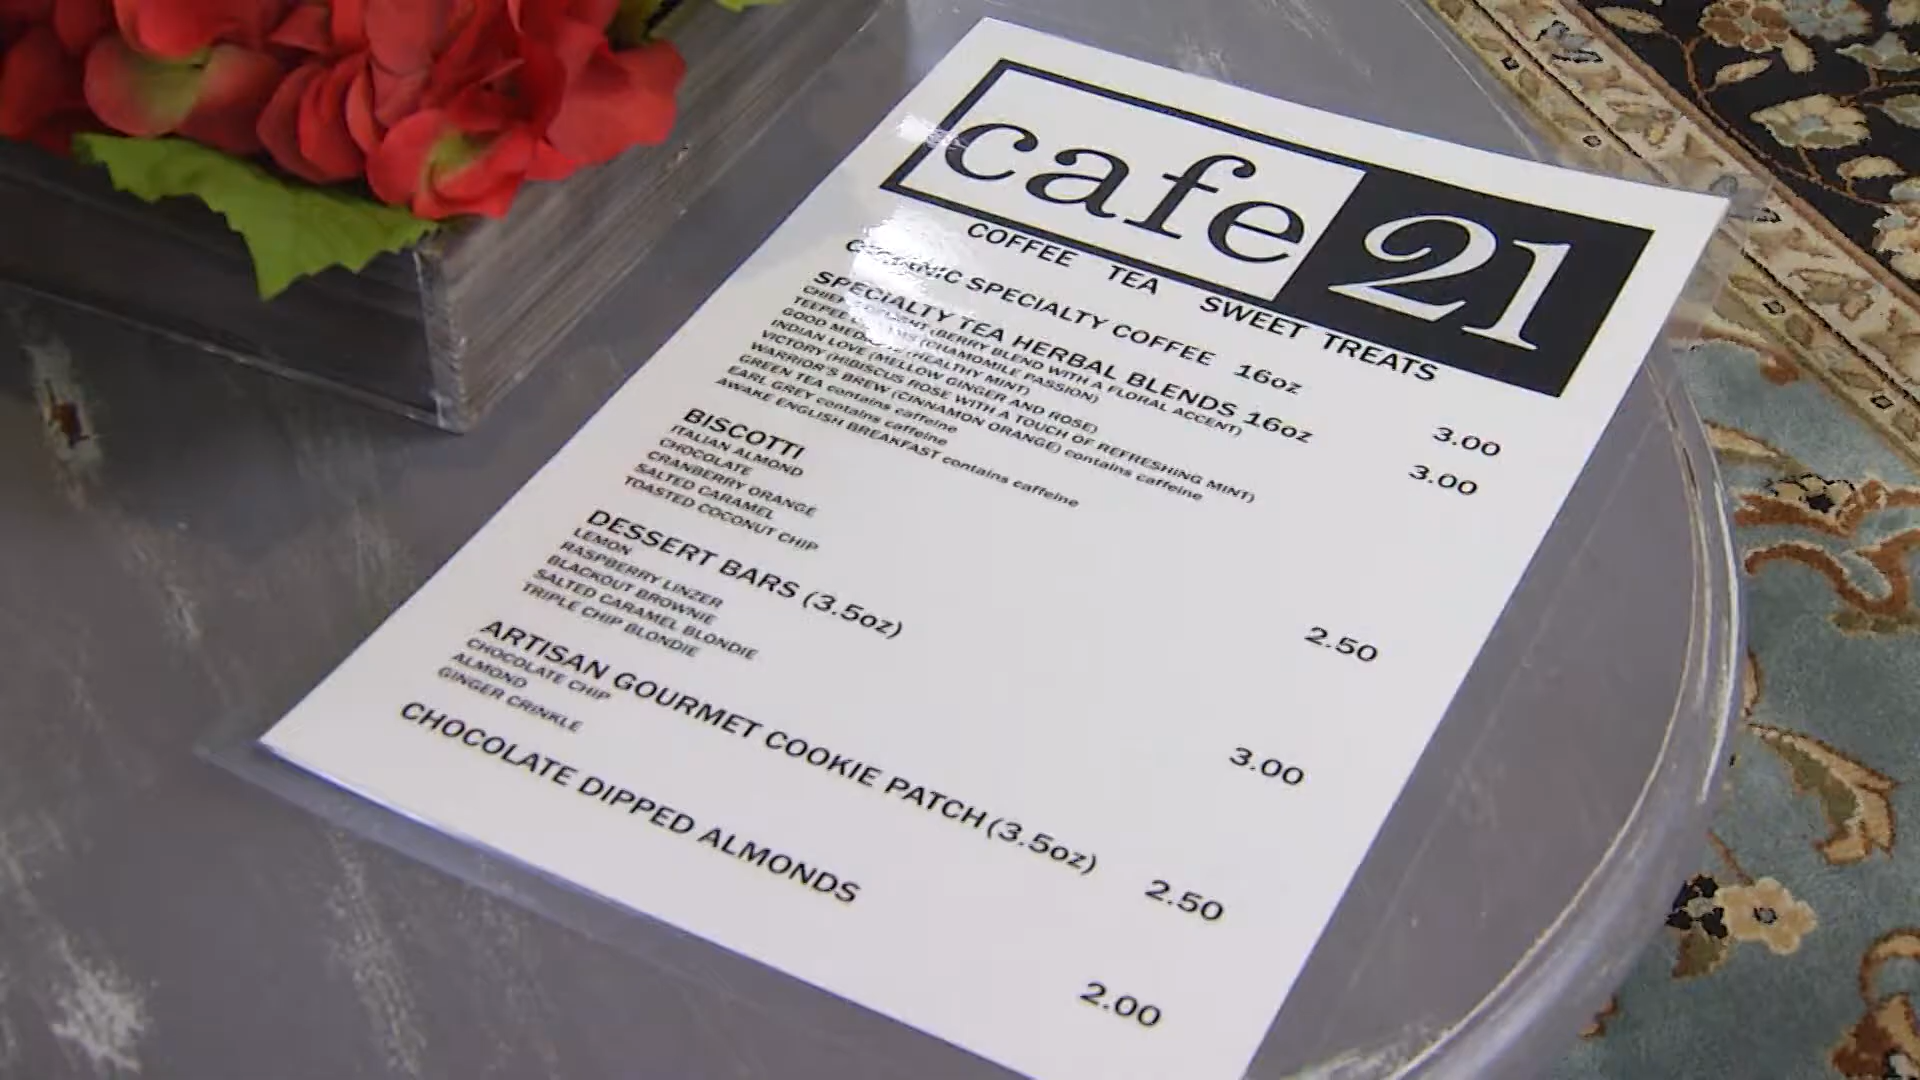 cafe 21
COFFEE TEA SWEET TREATS
ORGANIC SPECIALTY COFFEE 16oz 3.00
SPECIALTY TEA HERBAL BLENDS 16oz 3.00
(BERRY BLEND WITH A FLORAL ACCENT)
TEEPEE (CHAMOMILE PASSION)
GOOD MEDICINE (HEALTHY MINT)
INDIAN LOVE (MELLOW GINGER AND ROSE)
VICTORY (HIBISCUS ROSE WITH A TOUCH OF REFRESHING MINT)
WARRIOR'S BREW (CINNAMON ORANGE) contains caffeine
GREEN TEA contains caffeine
EARL GREY contains caffeine
AWAKE ENGLISH BREAKFAST contains caffeine
BISCOTTI 2.50
ITALIAN ALMOND
CHOCOLATE
CRANBERRY ORANGE
SALTED CARAMEL
TOASTED COCONUT CHIP
DESSERT BARS (3.5oz) 3.00
LEMON
RASPBERRY LINZER
BLACKOUT BROWNIE
SALTED CARAMEL BLONDIE
TRIPLE CHIP BLONDIE
ARTISAN GOURMET COOKIE PATCH (3.5oz) 2.50
CHOCOLATE CHIP
ALMOND
GINGER CRINKLE
CHOCOLATE DIPPED ALMONDS 2.00